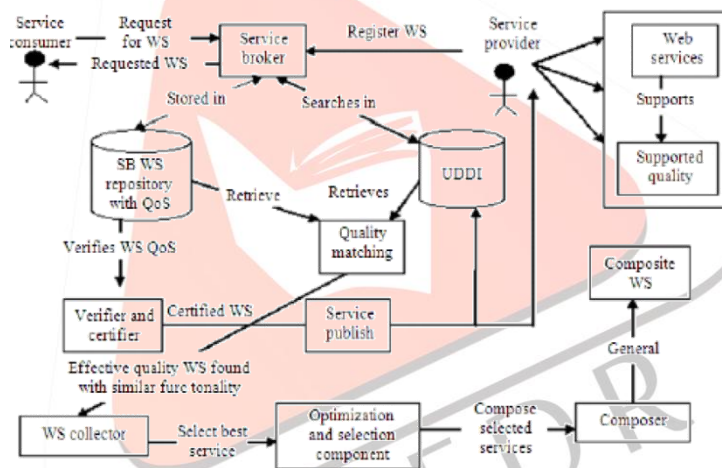 Service
consumer
Request
for WS
Requested WS
Service
broker
Register WS
Service
provider
Web
services
Supports
Supported
quality
Stored in
Searches in
SB WS
repository
with QoS
UDDI
Retrieve
Retrieves
Quality
matching
Verifies WS QoS
Verifier and
certifier
Certified WS
Service
publish
Composite
WS
General
Effective quality WS found
with similar furc tonality
WS collector
Select best
service
Optimization
and selection
component
Compose
selected
services
Composer
EDR